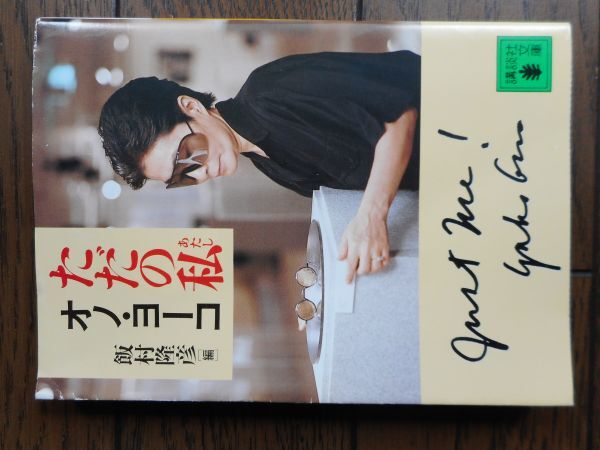 Just Me!
Yoko Ono
講談社文庫
ただの私
あたし
オノ・ヨーコ
飯村隆彦[編]